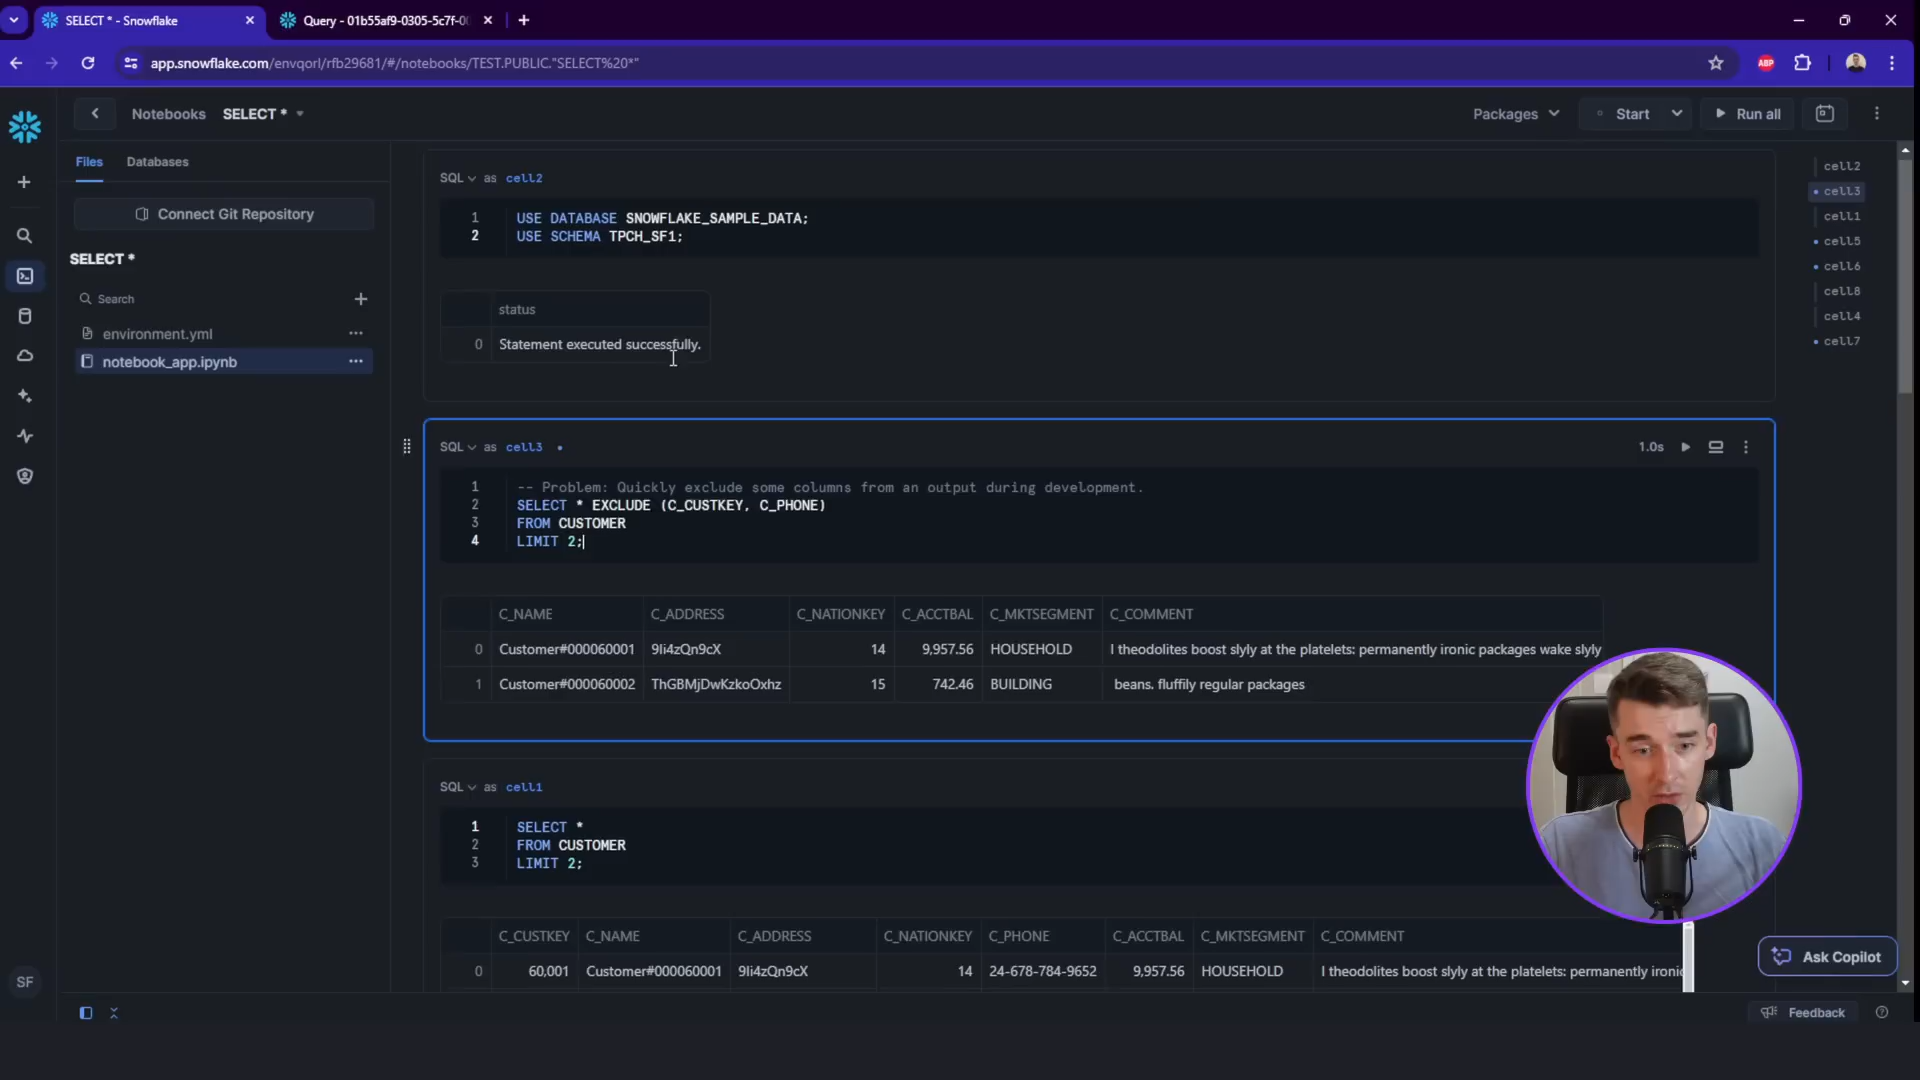 SELECT * - Snowflake
Query - 01b55af9-0305-5c7f-00
app.snowflake.com/envqorl/rfb29681/#/notebooks/TEST.PUBLIC."SELECT%20*"
ABP
Notebooks SELECT *
Packages Start Run all
Files Databases
Connect Git Repository
SELECT *
Search
environment.yml
notebook_app.ipynb
SF
SQL as cell2
1 USE DATABASE SNOWFLAKE_SAMPLE_DATA;
2 USE SCHEMA TPCH_SF1;
status
0 Statement executed successfully.
SQL as cell3
1.0s
1 -- Problem: Quickly exclude some columns from an output during development.
2 SELECT * EXCLUDE (C_CUSTKEY, C_PHONE)
3 FROM CUSTOMER
4 LIMIT 2;
C_NAME C_ADDRESS C_NATIONKEY C_ACCTBAL C_MKTSEGMENT C_COMMENT
0 Customer#000060001 9Ii4zQn9cX 14 9,957.56 HOUSEHOLD l theodolites boost slyly at the platelets: permanently ironic packages wake slyly
1 Customer#000060002 ThGBMjDwKzkoOxhz 15 742.46 BUILDING beans. fluffily regular packages
SQL as cell1
1 SELECT *
2 FROM CUSTOMER
3 LIMIT 2;
C_CUSTKEY C_NAME C_ADDRESS C_NATIONKEY C_PHONE C_ACCTBAL C_MKTSEGMENT C_COMMENT
0 60,001 Customer#000060001 9Ii4zQn9cX 14 24-678-784-9652 9,957.56 HOUSEHOLD l theodolites boost slyly at the platelets: permanently ironic
cell2
cell3
cell1
cell5
cell6
cell8
cell4
cell7
Ask Copilot
Feedback